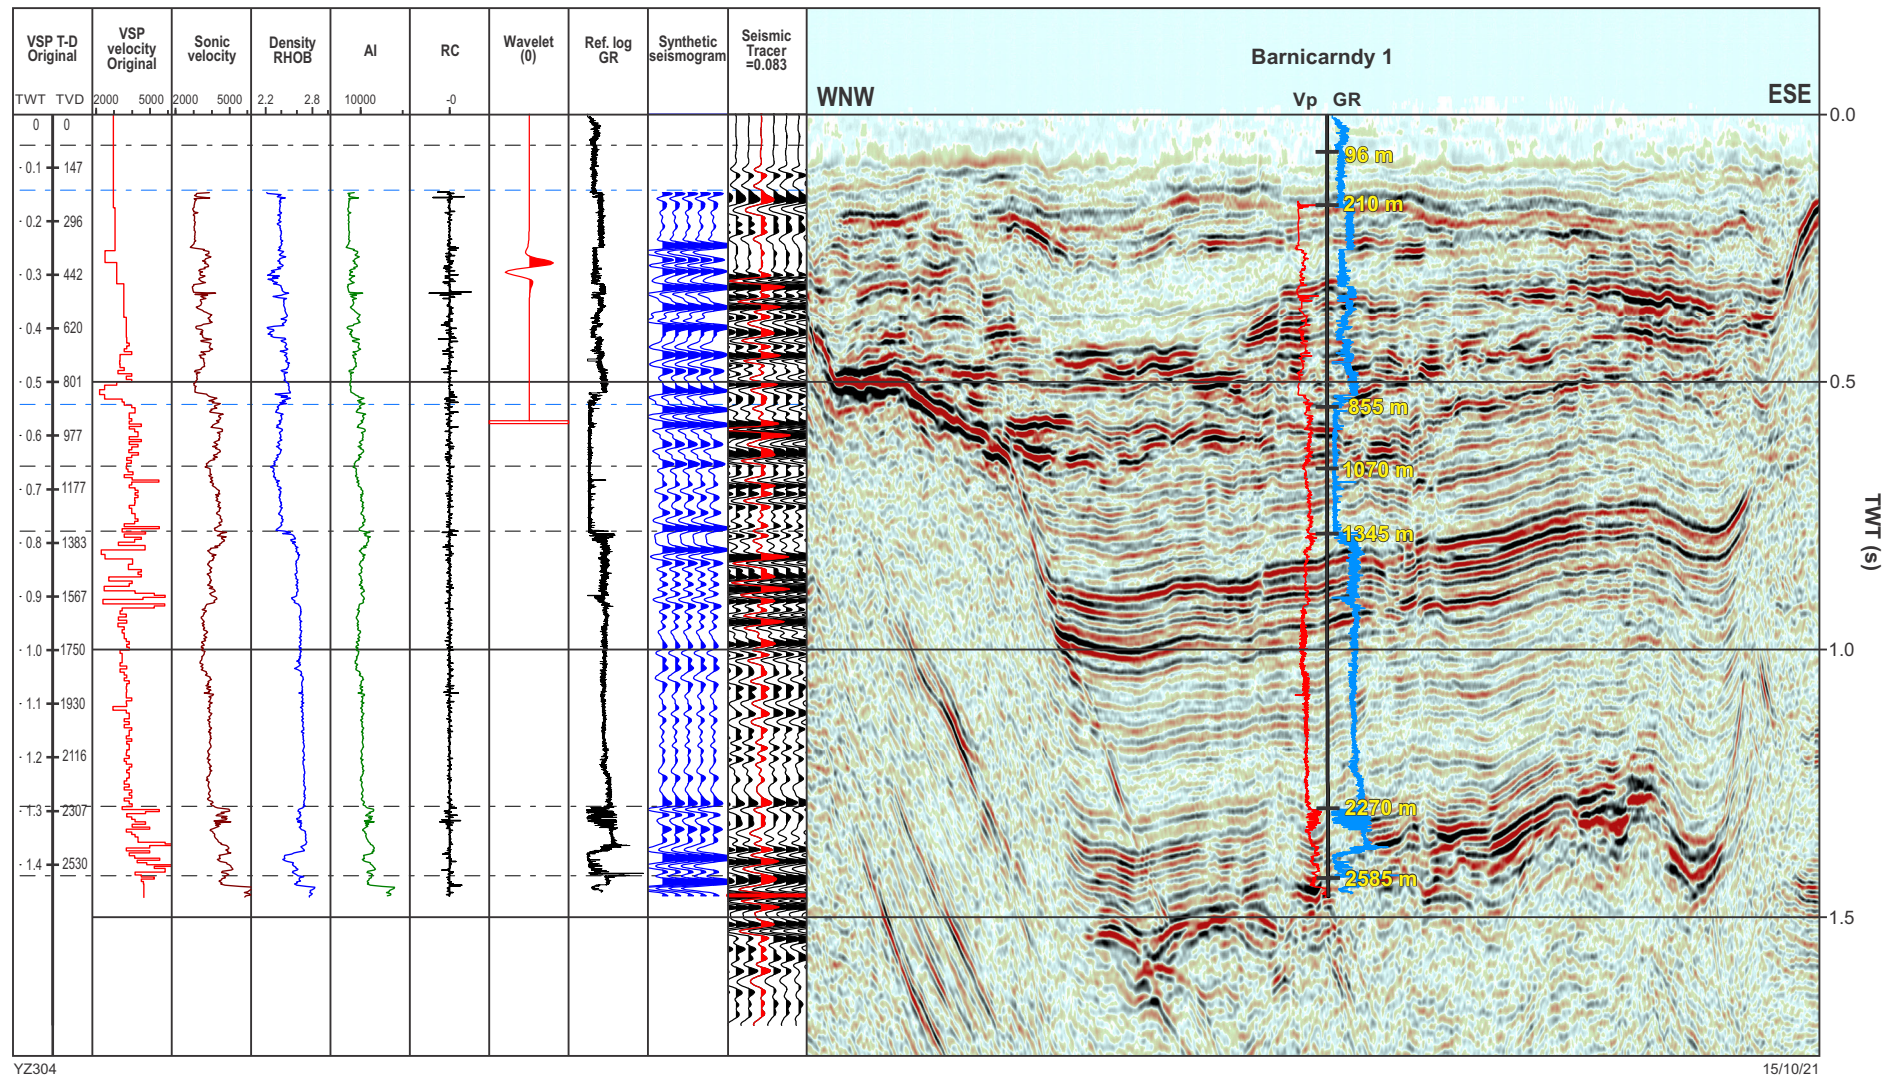 VSP T-D
Original
TWT TVD
VSP
velocity
Original
2000 5000
Sonic
velocity
2000 5000
Density
RHOB
2.2 2.8
AI
10000
RC
-0
Wavelet
(0)
Ref. log
GR
Synthetic
seismogram
Seismic
Tracer
=0.083
Barnicarndy 1
WNW
Vp GR
ESE
0 0
- 0.1 147
- 0.2 296
- 0.3 442
- 0.4 620
- 0.5 801
- 0.6 977
- 0.7 1177
- 0.8 1383
- 0.9 1567
- 1.0 1750
- 1.1 1930
- 1.2 2116
- 1.3 2307
- 1.4 2530
96 m
210 m
855 m
1070 m
1345 m
2270 m
2585 m
0.0
0.5
1.0
1.5
TWT (s)
YZ304
15/10/21